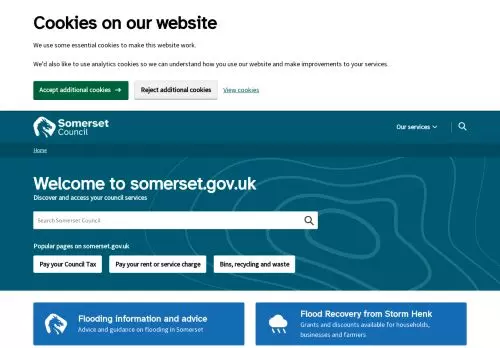 Cookies on our website
We use some essential cookies to make this website work.
We'd also like to use analytics cookies so we can understand how you use our website and make improvements to your services.
Accept additional cookies
Reject additional cookies
View cookies
Somerset
Council
Our services
Home
Welcome to somerset.gov.uk
Discover and access your council services
Search Somerset Council
Popular pages on somerset.gov.uk
Pay your Council Tax
Pay your rent or service charge
Bins, recycling and waste
Flooding information and advice
Advice and guidance on flooding in Somerset
Flood Recovery from Storm Henk
Grants and discounts available for households,
businesses and farmers